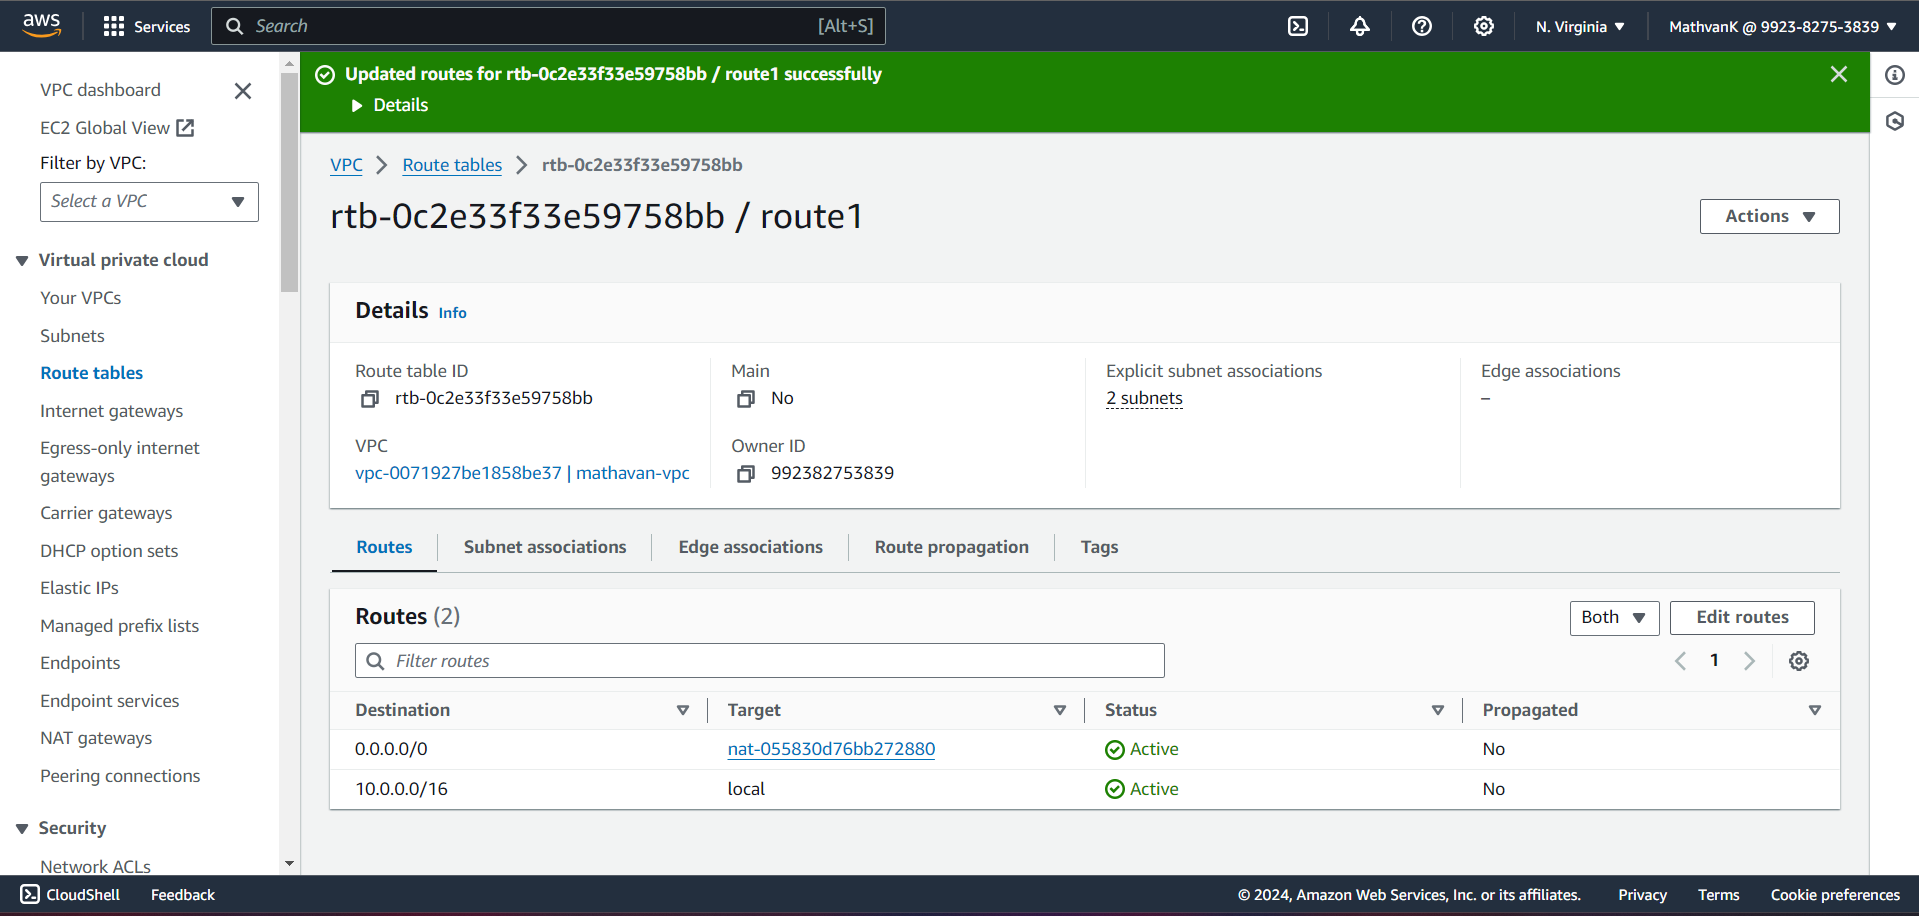 aws
Services
Search [Alt+S]
N. Virginia
MathvanK @ 9923-8275-3839
VPC dashboard
EC2 Global View
Filter by VPC:
Select a VPC
Virtual private cloud
Your VPCs
Subnets
Route tables
Internet gateways
Egress-only internet
gateways
Carrier gateways
DHCP option sets
Elastic IPs
Managed prefix lists
Endpoints
Endpoint services
NAT gateways
Peering connections
Security
Network ACLs
Updated routes for rtb-0c2e33f33e59758bb / route1 successfully
Details
VPC Route tables rtb-0c2e33f33e59758bb
rtb-0c2e33f33e59758bb / route1
Actions
Details Info
Route table ID
rtb-0c2e33f33e59758bb
Main
No
Explicit subnet associations
2 subnets
Edge associations
–
VPC
vpc-0071927be1858be37 | mathavan-vpc
Owner ID
992382753839
Routes Subnet associations Edge associations Route propagation Tags
Routes (2)
Both
Edit routes
Filter routes
1
Destination Target Status Propagated
0.0.0.0/0 nat-055830d76bb272880 Active No
10.0.0.0/16 local Active No
CloudShell Feedback
© 2024, Amazon Web Services, Inc. or its affiliates. Privacy Terms Cookie preferences